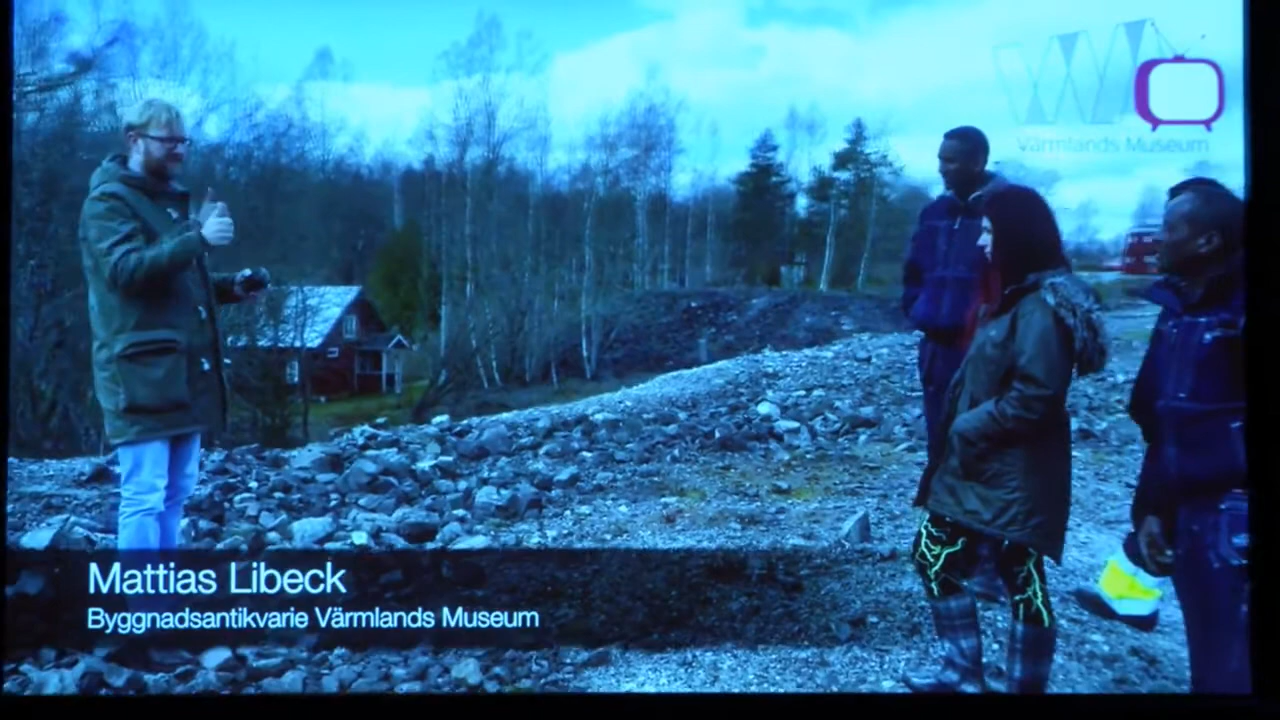 Värmlands Museum
Mattias Libeck
Byggnadsantikvarie Värmlands Museum